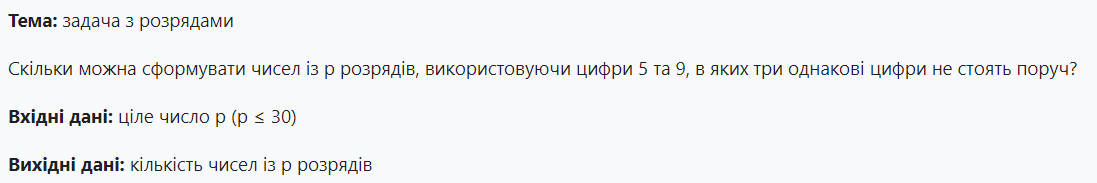 Тема: задача з розрядами
Скільки можна сформувати чисел із p розрядів, використовуючи цифри 5 та 9, в яких три однакові цифри не стоять поруч?
Вхідні дані: ціле число p (p ≤ 30)
Вихідні дані: кількість чисел із p розрядів